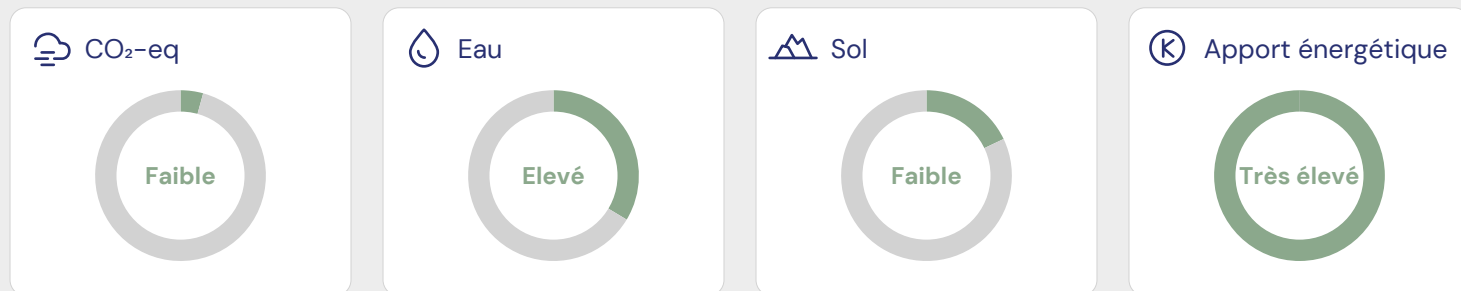 CO₂-eq
Faible
Eau
Elevé
Sol
Faible
Apport énergétique
Très élevé